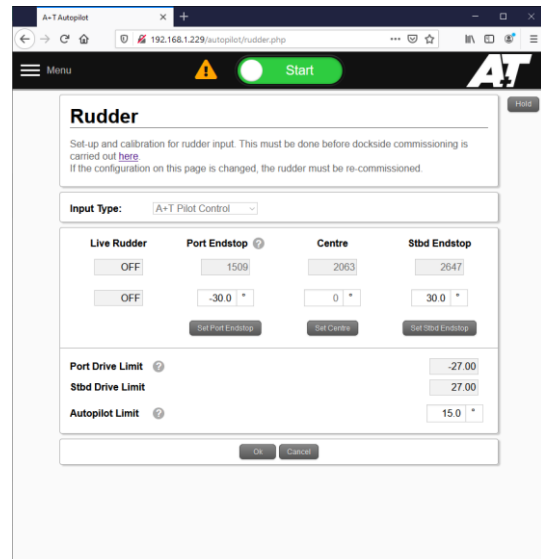 A+T Autopilot
192.168.1.229/autopilot/rudder.php
Menu
Start
A+T
Hold
Rudder
Set-up and calibration for rudder input. This must be done before dockside commissioning is
carried out here.
If the configuration on this page is changed, the rudder must be re-commissioned.
Input Type: A+T Pilot Control
Live Rudder Port Endstop ? Centre Stbd Endstop
OFF 1509 2063 2647
OFF -30.0 ° 0 ° 30.0 °
Set Port Endstop Set Centre Set Stbd Endstop
Port Drive Limit ? -27.00
Stbd Drive Limit 27.00
Autopilot Limit ? 15.0 °
Ok Cancel